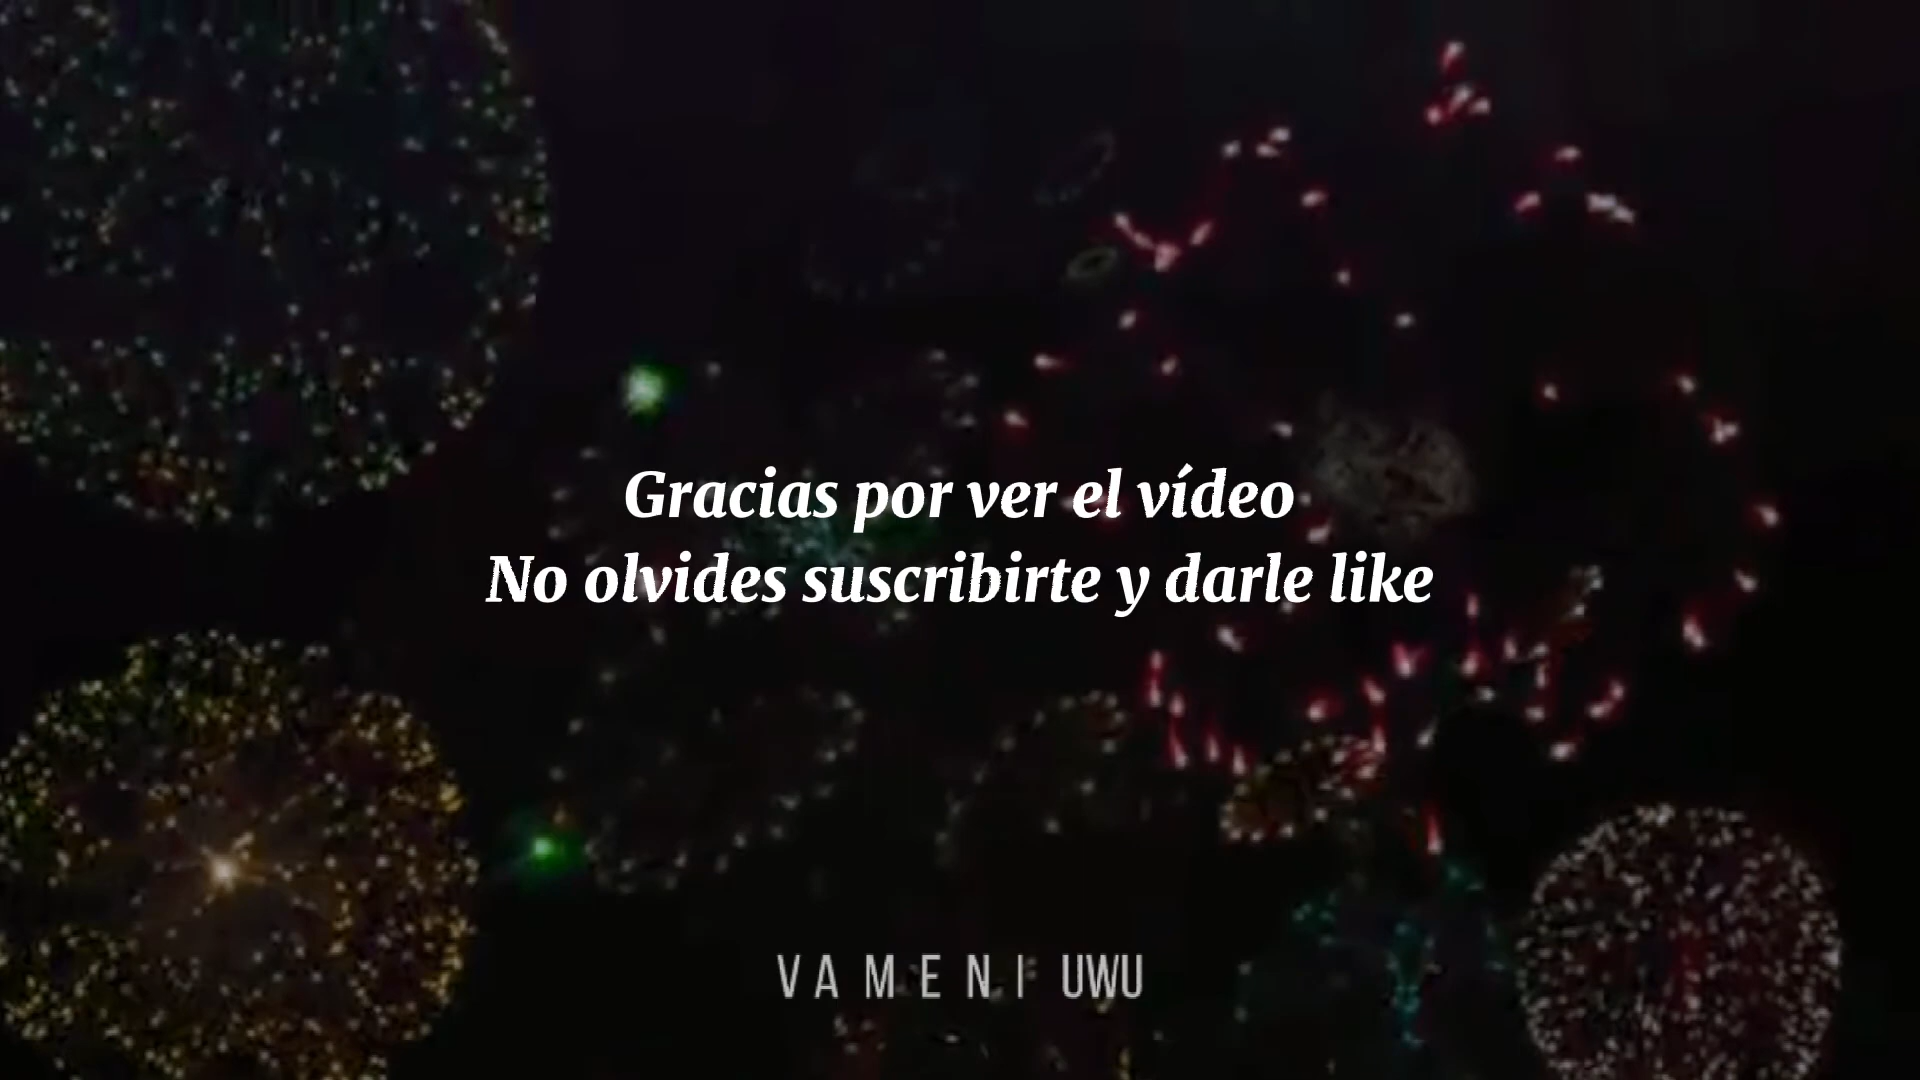 Gracias por ver el vídeo
No olvides suscribirte y darle like
VAMENI UWU